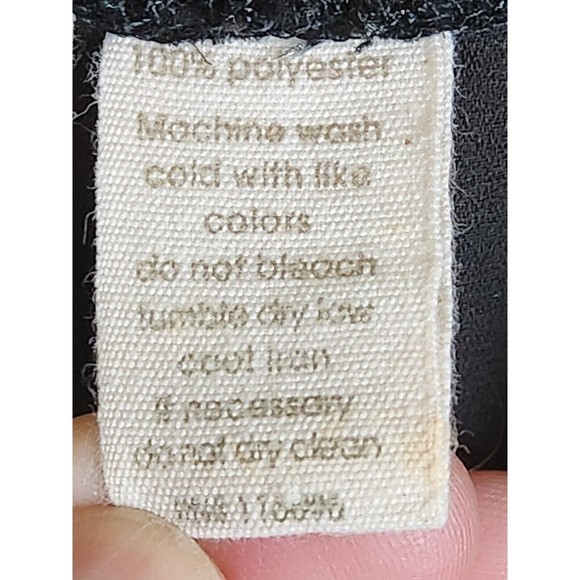 100% polyester
Machine wash
cold with like
colors
do not bleach
tumble dry low
cool iron
if necessary
do not dry clean